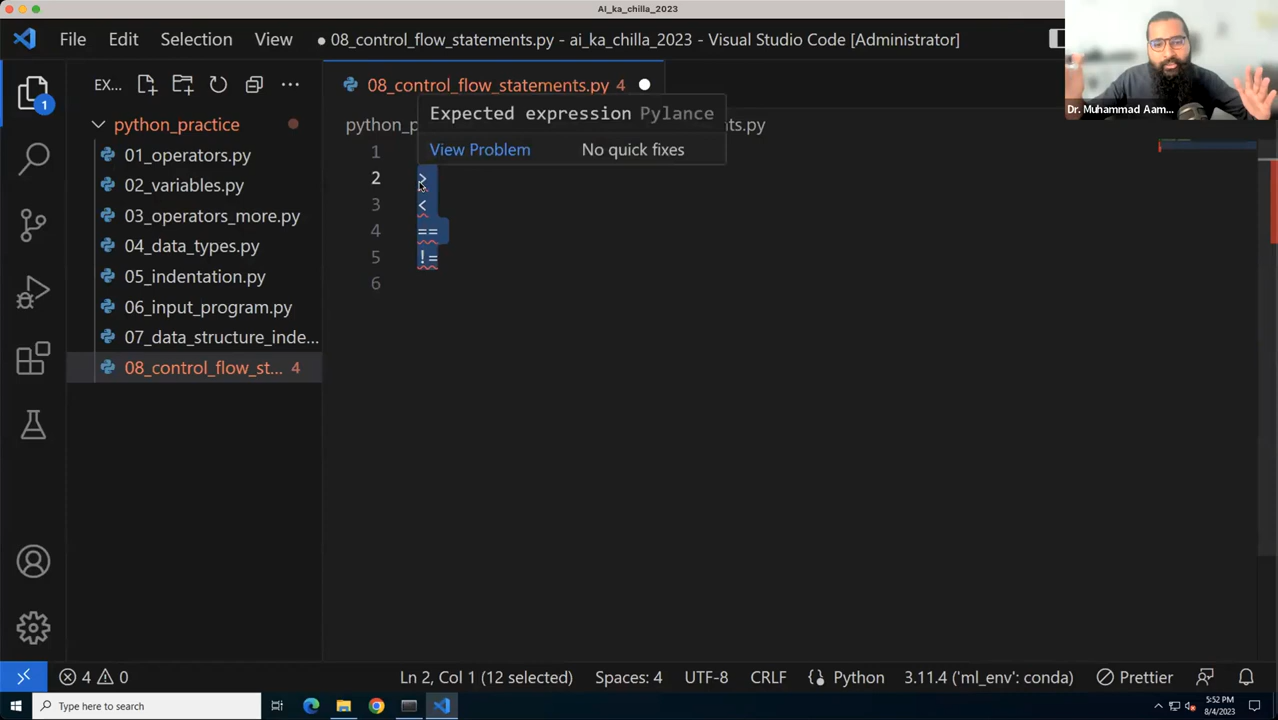 AI_ka_chilla_2023
File Edit Selection View
08_control_flow_statements.py - ai_ka_chilla_2023 - Visual Studio Code [Administrator]
Dr. Muhammad Aam...
EX...
08_control_flow_statements.py 4
python_practice
python_p
ts.py
Expected expression Pylance
View Problem No quick fixes
1
2 >
3 <
4 ==
5 !=
6
1
01_operators.py
02_variables.py
03_operators_more.py
04_data_types.py
05_indentation.py
06_input_program.py
07_data_structure_inde...
08_control_flow_st... 4
4 0
Ln 2, Col 1 (12 selected) Spaces: 4 UTF-8 CRLF Python 3.11.4 ('ml_env': conda) Prettier
Type here to search
5:52 PM
8/4/2023